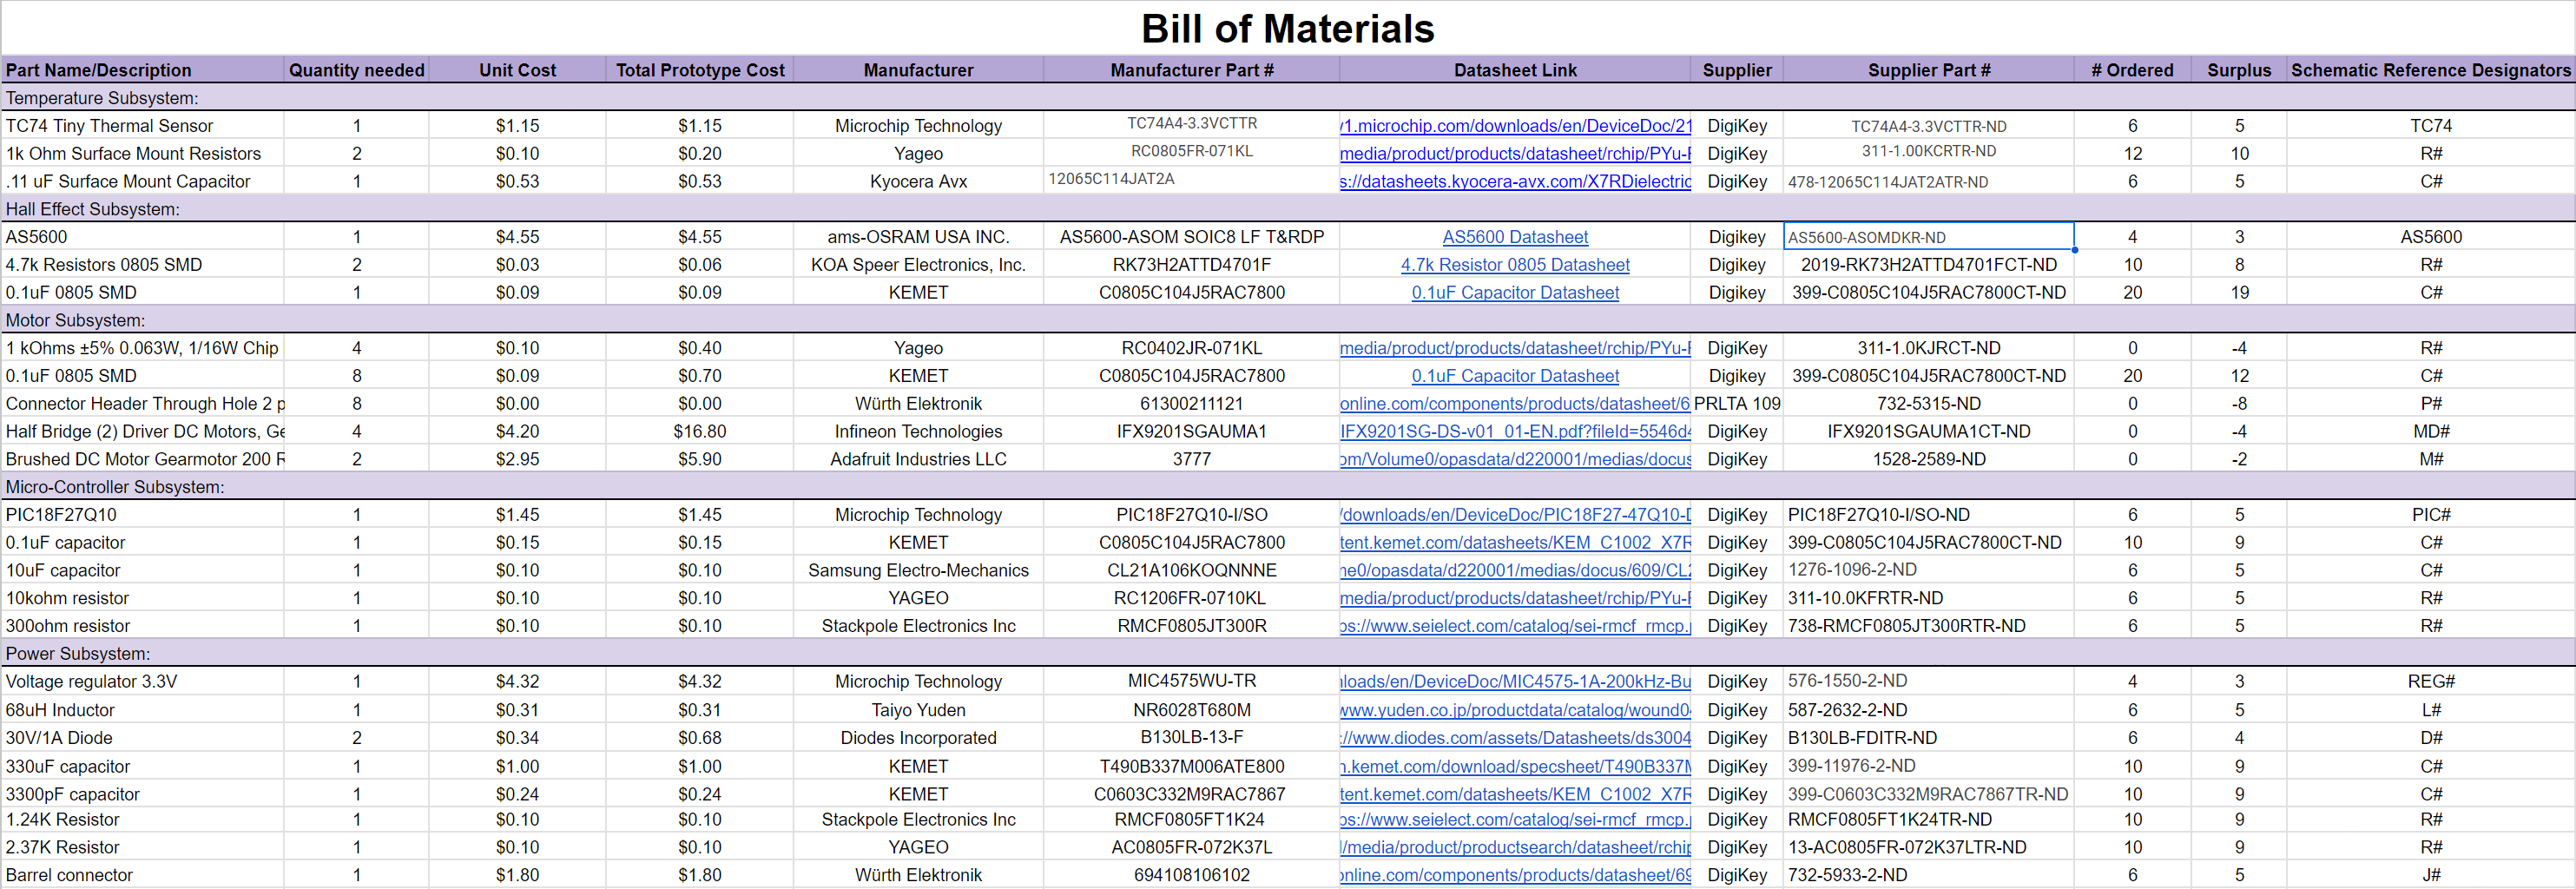 Bill of Materials
Part Name/Description Quantity needed Unit Cost Total Prototype Cost Manufacturer Manufacturer Part # Datasheet Link Supplier Supplier Part # # Ordered Surplus Schematic Reference Designators
Temperature Subsystem:
TC74 Tiny Thermal Sensor 1 $1.15 $1.15 Microchip Technology TC74A4-3.3VCTTR /1.microchip.com/downloads/en/DeviceDoc/21 DigiKey TC74A4-3.3VCTTR-ND 6 5 TC74
1k Ohm Surface Mount Resistors 2 $0.10 $0.20 Yageo RC0805FR-071KL media/product/products/datasheet/rchip/PYu- DigiKey 311-1.00KCRTR-ND 12 10 R#
.11 uF Surface Mount Capacitor 1 $0.53 $0.53 Kyocera Avx 12065C114JAT2A s://datasheets.kyocera-avx.com/X7RDielectric DigiKey 478-12065C114JAT2ATR-ND 6 5 C#
Hall Effect Subsystem:
AS5600 1 $4.55 $4.55 ams-OSRAM USA INC. AS5600-ASOM SOIC8 LF T&RDP AS5600 Datasheet Digikey AS5600-ASOMDKR-ND 4 3 AS5600
4.7k Resistors 0805 SMD 2 $0.03 $0.06 KOA Speer Electronics, Inc. RK73H2ATTD4701F 4.7k Resistor 0805 Datasheet Digikey 2019-RK73H2ATTD4701FCT-ND 10 8 R#
0.1uF 0805 SMD 1 $0.09 $0.09 KEMET C0805C104J5RAC7800 0.1uF Capacitor Datasheet Digikey 399-C0805C104J5RAC7800CT-ND 20 19 C#
Motor Subsystem:
1 kOhms ±5% 0.063W, 1/16W Chip 4 $0.10 $0.40 Yageo RC0402JR-071KL media/product/products/datasheet/rchip/PYu- DigiKey 311-1.0KJRCT-ND 0 -4 R#
0.1uF 0805 SMD 8 $0.09 $0.70 KEMET C0805C104J5RAC7800 0.1uF Capacitor Datasheet Digikey 399-C0805C104J5RAC7800CT-ND 20 12 C#
Connector Header Through Hole 2 p 8 $0.00 $0.00 Würth Elektronik 61300211121 online.com/components/products/datasheet/6 PRLTA 109 732-5315-ND 0 -8 P#
Half Bridge (2) Driver DC Motors, Ge 4 $4.20 $16.80 Infineon Technologies IFX9201SGAUMA1 IFX9201SG-DS-v01_01-EN.pdf?fileId=5546d4 DigiKey IFX9201SGAUMA1CT-ND 0 -4 MD#
Brushed DC Motor Gearmotor 200 R 2 $2.95 $5.90 Adafruit Industries LLC 3777 om/Volume0/opasdata/d220001/medias/docus DigiKey 1528-2589-ND 0 -2 M#
Micro-Controller Subsystem:
PIC18F27Q10 1 $1.45 $1.45 Microchip Technology PIC18F27Q10-I/SO /downloads/en/DeviceDoc/PIC18F27-47Q10-D DigiKey PIC18F27Q10-I/SO-ND 6 5 PIC#
0.1uF capacitor 1 $0.15 $0.15 KEMET C0805C104J5RAC7800 tent.kemet.com/datasheets/KEM_C1002_X7R DigiKey 399-C0805C104J5RAC7800CT-ND 10 9 C#
10uF capacitor 1 $0.10 $0.10 Samsung Electro-Mechanics CL21A106KOQNNNE ne0/opasdata/d220001/medias/docus/609/CL2 DigiKey 1276-1096-2-ND 6 5 C#
10kohm resistor 1 $0.10 $0.10 YAGEO RC1206FR-0710KL media/product/products/datasheet/rchip/PYu- DigiKey 311-10.0KFRTR-ND 6 5 R#
300ohm resistor 1 $0.10 $0.10 Stackpole Electronics Inc RMCF0805JT300R os://www.seielect.com/catalog/sei-rmcf_rmcp. DigiKey 738-RMCF0805JT300RTR-ND 6 5 R#
Power Subsystem:
Voltage regulator 3.3V 1 $4.32 $4.32 Microchip Technology MIC4575WU-TR loads/en/DeviceDoc/MIC4575-1A-200kHz-Bu DigiKey 576-1550-2-ND 4 3 REG#
68uH Inductor 1 $0.31 $0.31 Taiyo Yuden NR6028T680M www.yuden.co.jp/productdata/catalog/wound0 DigiKey 587-2632-2-ND 6 5 L#
30V/1A Diode 2 $0.34 $0.68 Diodes Incorporated B130LB-13-F ://www.diodes.com/assets/Datasheets/ds3004 DigiKey B130LB-FDITR-ND 6 4 D#
330uF capacitor 1 $1.00 $1.00 KEMET T490B337M006ATE800 .kemet.com/download/specsheet/T490B337M DigiKey 399-11976-2-ND 10 9 C#
3300pF capacitor 1 $0.24 $0.24 KEMET C0603C332M9RAC7867 tent.kemet.com/datasheets/KEM_C1002_X7R DigiKey 399-C0603C332M9RAC7867TR-ND 10 9 C#
1.24K Resistor 1 $0.10 $0.10 Stackpole Electronics Inc RMCF0805FT1K24 os://www.seielect.com/catalog/sei-rmcf_rmcp. DigiKey RMCF0805FT1K24TR-ND 10 9 R#
2.37K Resistor 1 $0.10 $0.10 YAGEO AC0805FR-072K37L /media/product/productsearch/datasheet/rchip DigiKey 13-AC0805FR-072K37LTR-ND 10 9 R#
Barrel connector 1 $1.80 $1.80 Würth Elektronik 694108106102 online.com/components/products/datasheet/69 DigiKey 732-5933-2-ND 6 5 J#